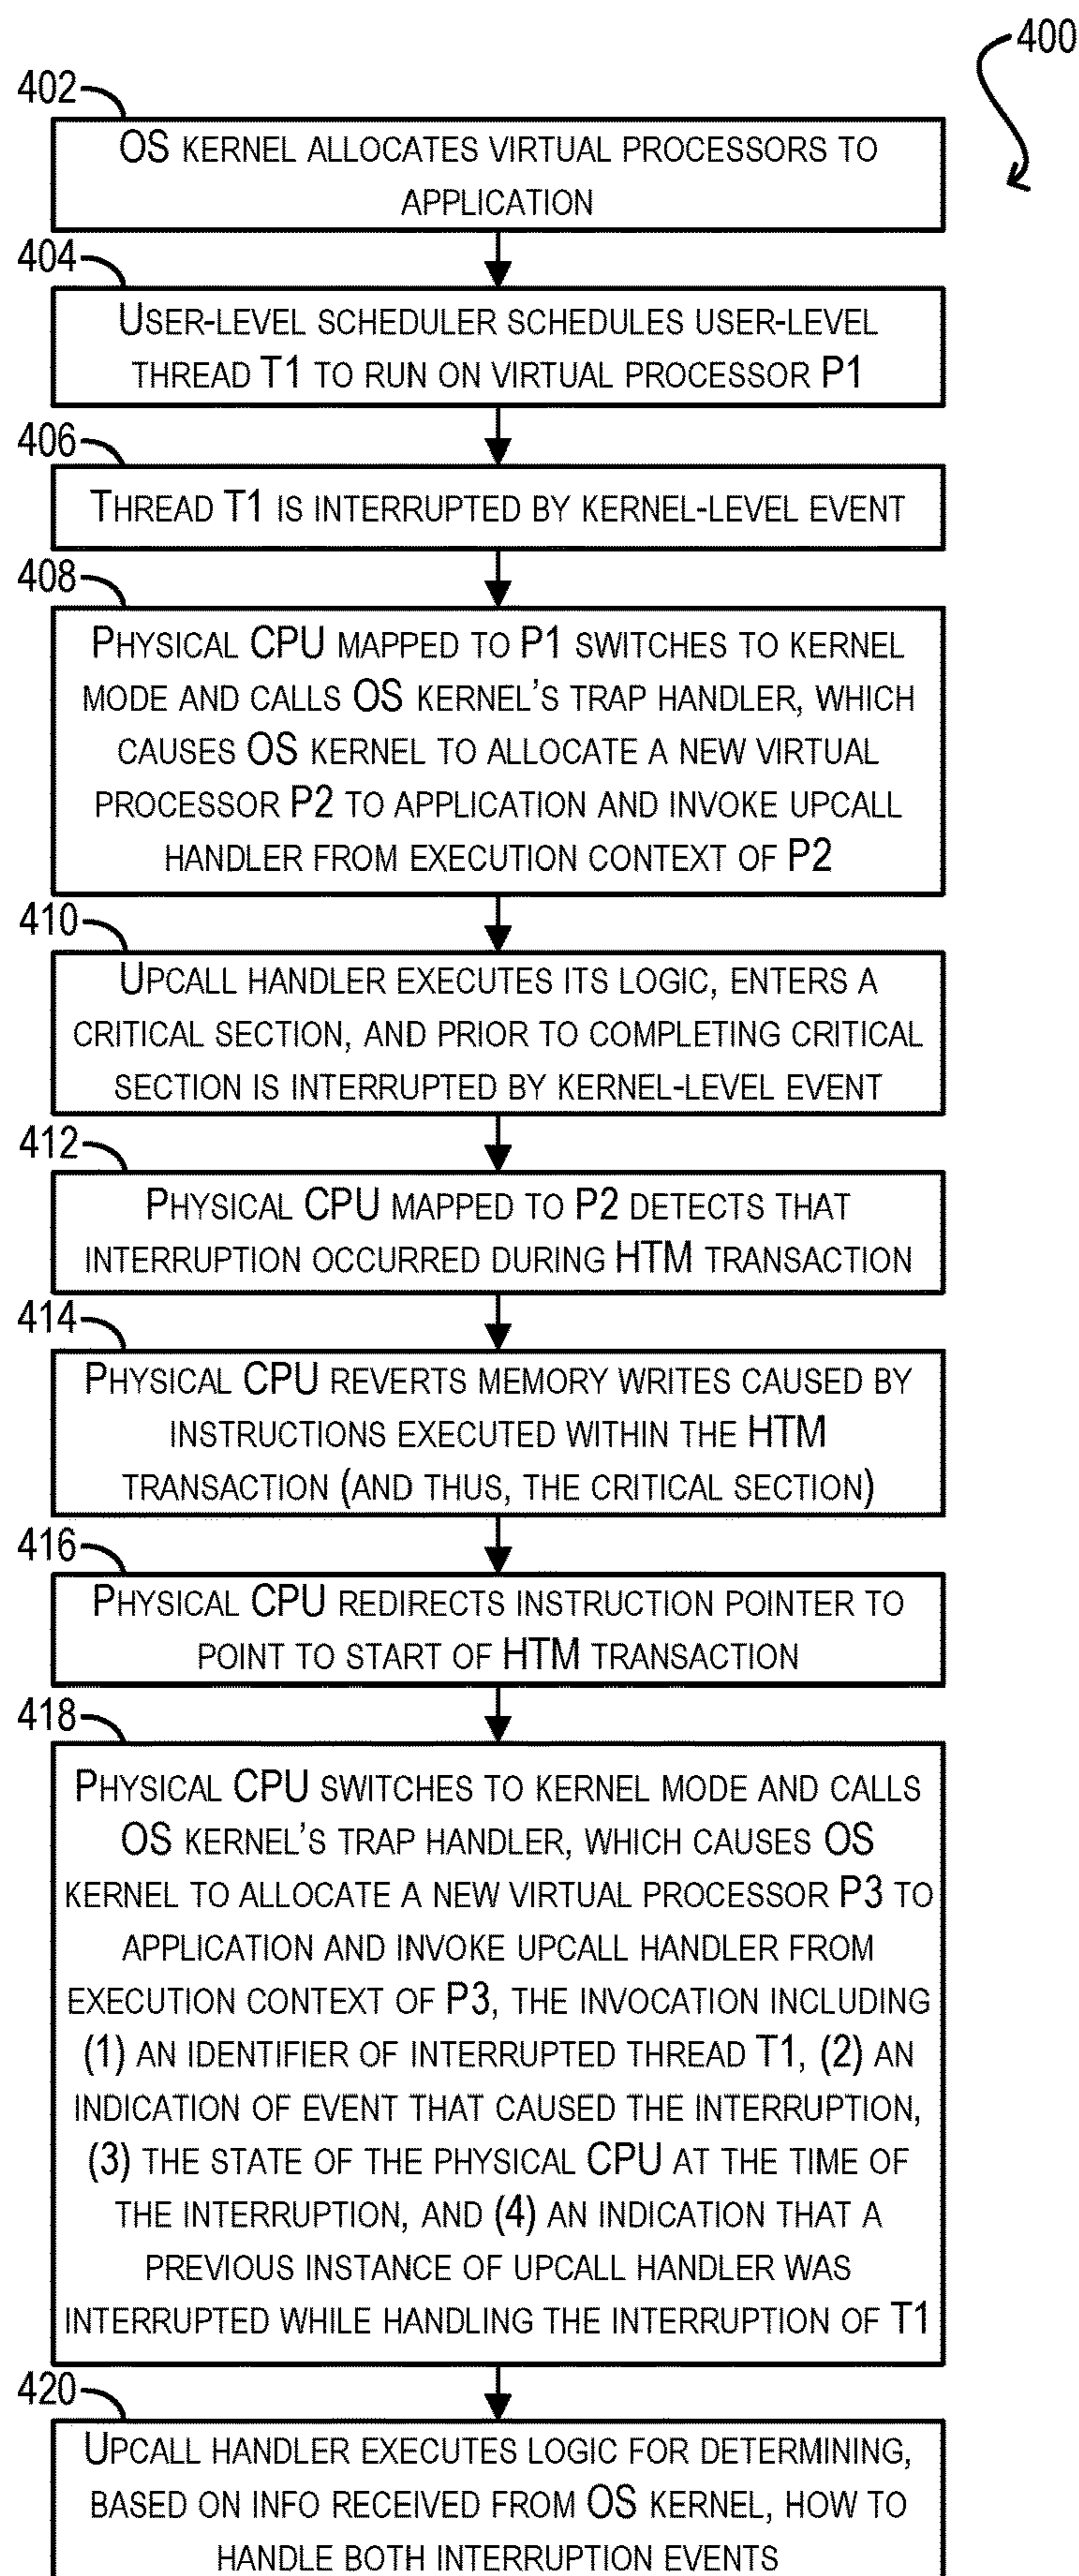 400
402
OS KERNEL ALLOCATES VIRTUAL PROCESSORS TO
APPLICATION
404
USER-LEVEL SCHEDULER SCHEDULES USER-LEVEL
THREAD T1 TO RUN ON VIRTUAL PROCESSOR P1
406
THREAD T1 IS INTERRUPTED BY KERNEL-LEVEL EVENT
408
PHYSICAL CPU MAPPED TO P1 SWITCHES TO KERNEL
MODE AND CALLS OS KERNEL'S TRAP HANDLER, WHICH
CAUSES OS KERNEL TO ALLOCATE A NEW VIRTUAL
PROCESSOR P2 TO APPLICATION AND INVOKE UPCALL
HANDLER FROM EXECUTION CONTEXT OF P2
410
UPCALL HANDLER EXECUTES ITS LOGIC, ENTERS A
CRITICAL SECTION, AND PRIOR TO COMPLETING CRITICAL
SECTION IS INTERRUPTED BY KERNEL-LEVEL EVENT
412
PHYSICAL CPU MAPPED TO P2 DETECTS THAT
INTERRUPTION OCCURRED DURING HTM TRANSACTION
414
PHYSICAL CPU REVERTS MEMORY WRITES CAUSED BY
INSTRUCTIONS EXECUTED WITHIN THE HTM
TRANSACTION (AND THUS, THE CRITICAL SECTION)
416
PHYSICAL CPU REDIRECTS INSTRUCTION POINTER TO
POINT TO START OF HTM TRANSACTION
418
PHYSICAL CPU SWITCHES TO KERNEL MODE AND CALLS
OS KERNEL'S TRAP HANDLER, WHICH CAUSES OS
KERNEL TO ALLOCATE A NEW VIRTUAL PROCESSOR P3 TO
APPLICATION AND INVOKE UPCALL HANDLER FROM
EXECUTION CONTEXT OF P3, THE INVOCATION INCLUDING
(1) AN IDENTIFIER OF INTERRUPTED THREAD T1, (2) AN
INDICATION OF EVENT THAT CAUSED THE INTERRUPTION,
(3) THE STATE OF THE PHYSICAL CPU AT THE TIME OF
THE INTERRUPTION, AND (4) AN INDICATION THAT A
PREVIOUS INSTANCE OF UPCALL HANDLER WAS
INTERRUPTED WHILE HANDLING THE INTERRUPTION OF T1
420
UPCALL HANDLER EXECUTES LOGIC FOR DETERMINING,
BASED ON INFO RECEIVED FROM OS KERNEL, HOW TO
HANDLE BOTH INTERRUPTION EVENTS